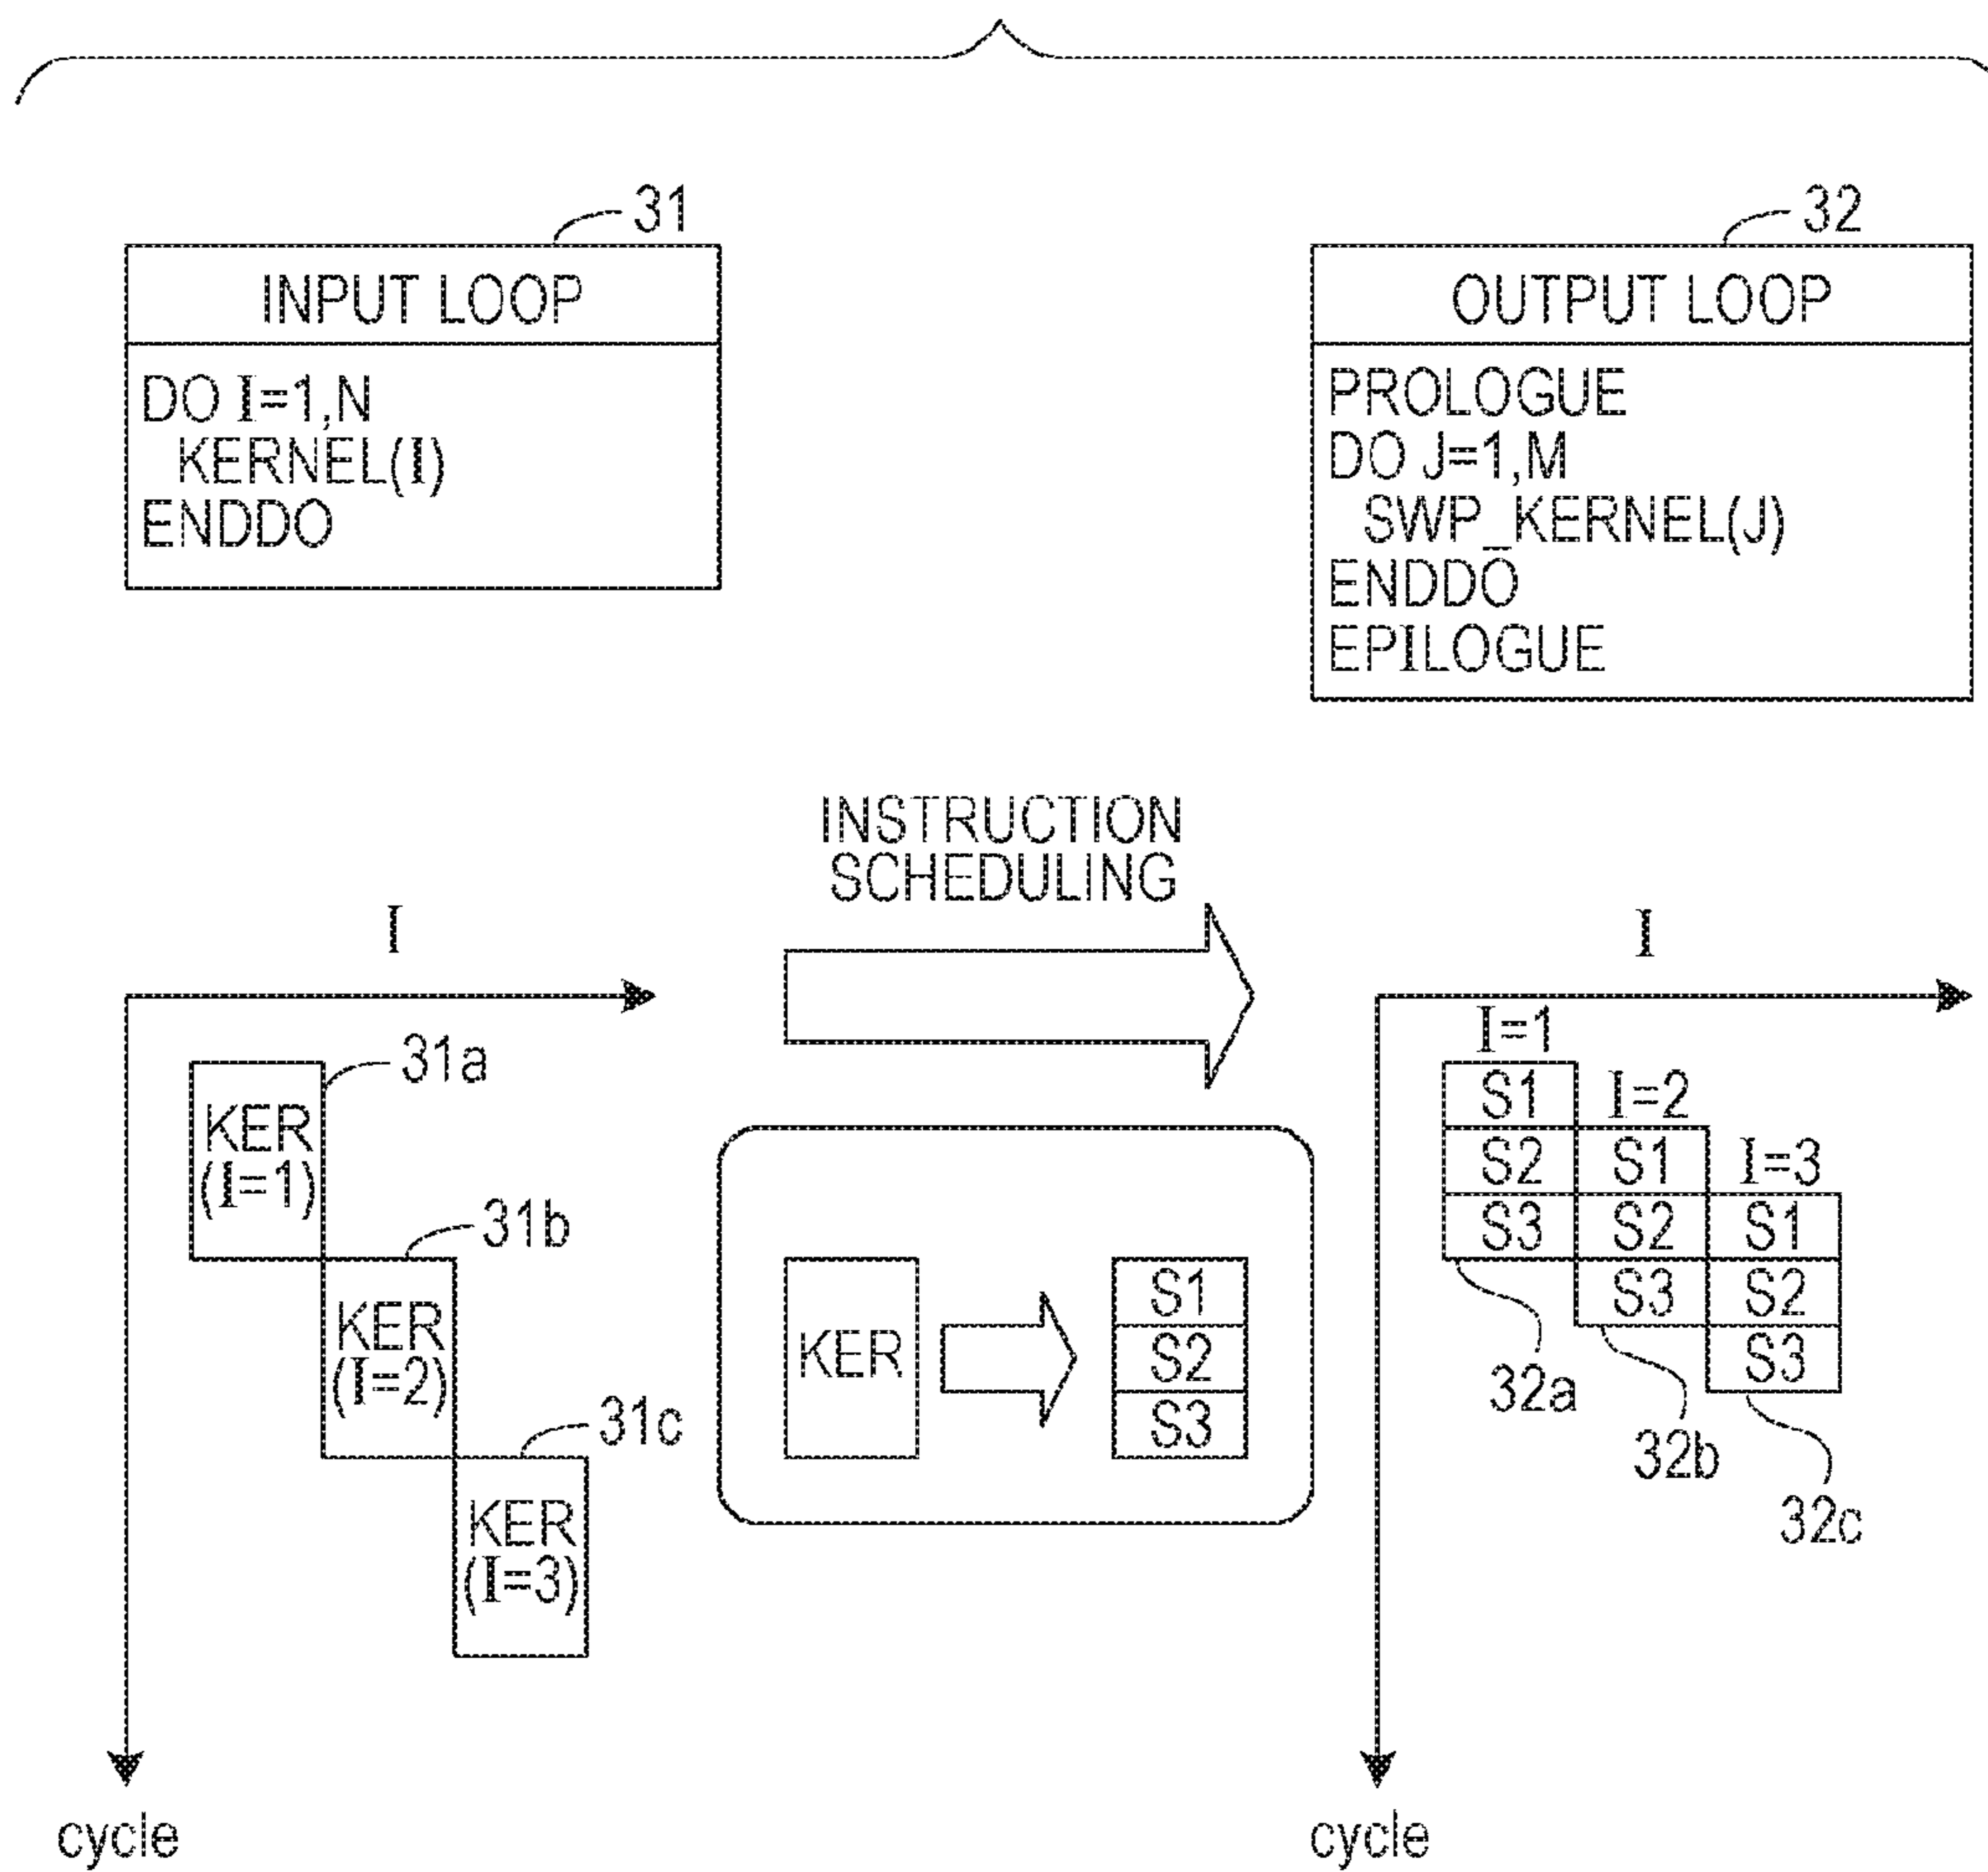 31
INPUT LOOP
DO I=1,N
KERNEL(I)
ENDDO
32
OUTPUT LOOP
PROLOGUE
DO J=1,M
SWP_KERNEL(J)
ENDDO
EPILOGUE
INSTRUCTION
SCHEDULING
I
31a
KER
(I=1)
31b
KER
(I=2)
31c
KER
(I=3)
cycle
KER
S1
S2
S3
I
I=1
S1
I=2
S2
S1
I=3
S3
S2
S1
S3
S2
S3
32a
32b
32c
cycle